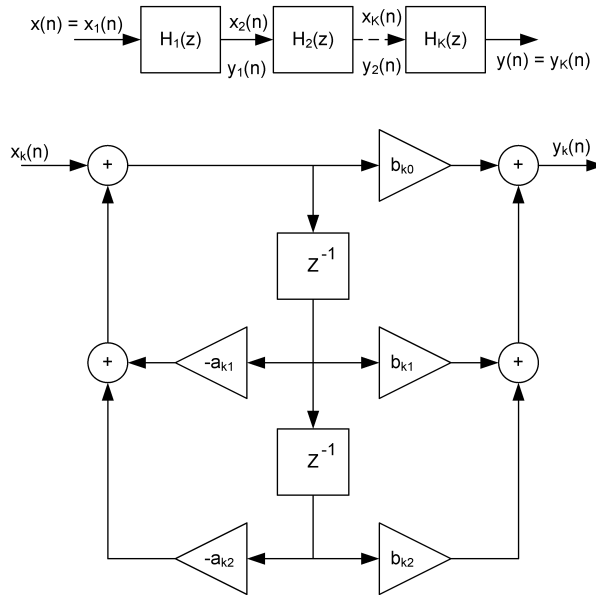 x(n) = x₁(n)
H₁(z)
x₂(n)
y₁(n)
H₂(z)
x_K(n)
y₂(n)
H_K(z)
y(n) = y_K(n)
x_k(n)
+
b_k0
+
y_k(n)
Z⁻¹
+
-a_k1
b_k1
+
Z⁻¹
-a_k2
b_k2